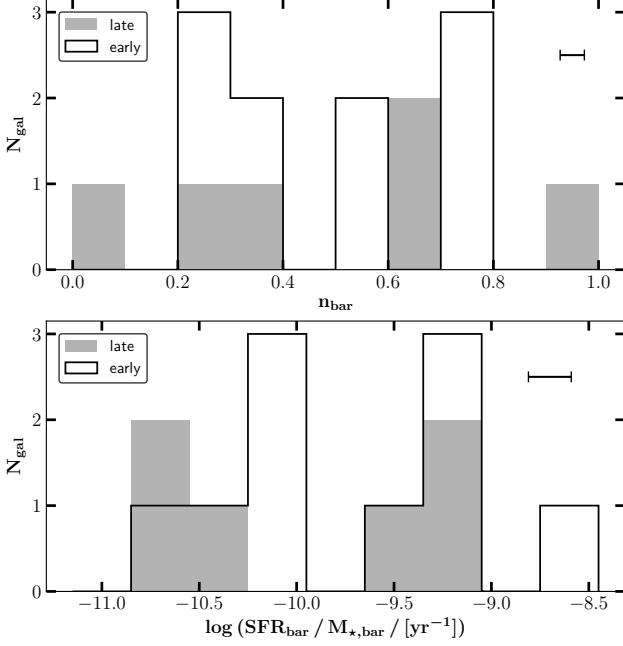 3
late
early
2
N_gal
1
0
0.0 0.2 0.4 0.6 0.8 1.0
n_bar
3
late
early
2
N_gal
1
0
−11.0 −10.5 −10.0 −9.5 −9.0 −8.5
log (SFR_bar / M_⋆,bar / [yr⁻¹])